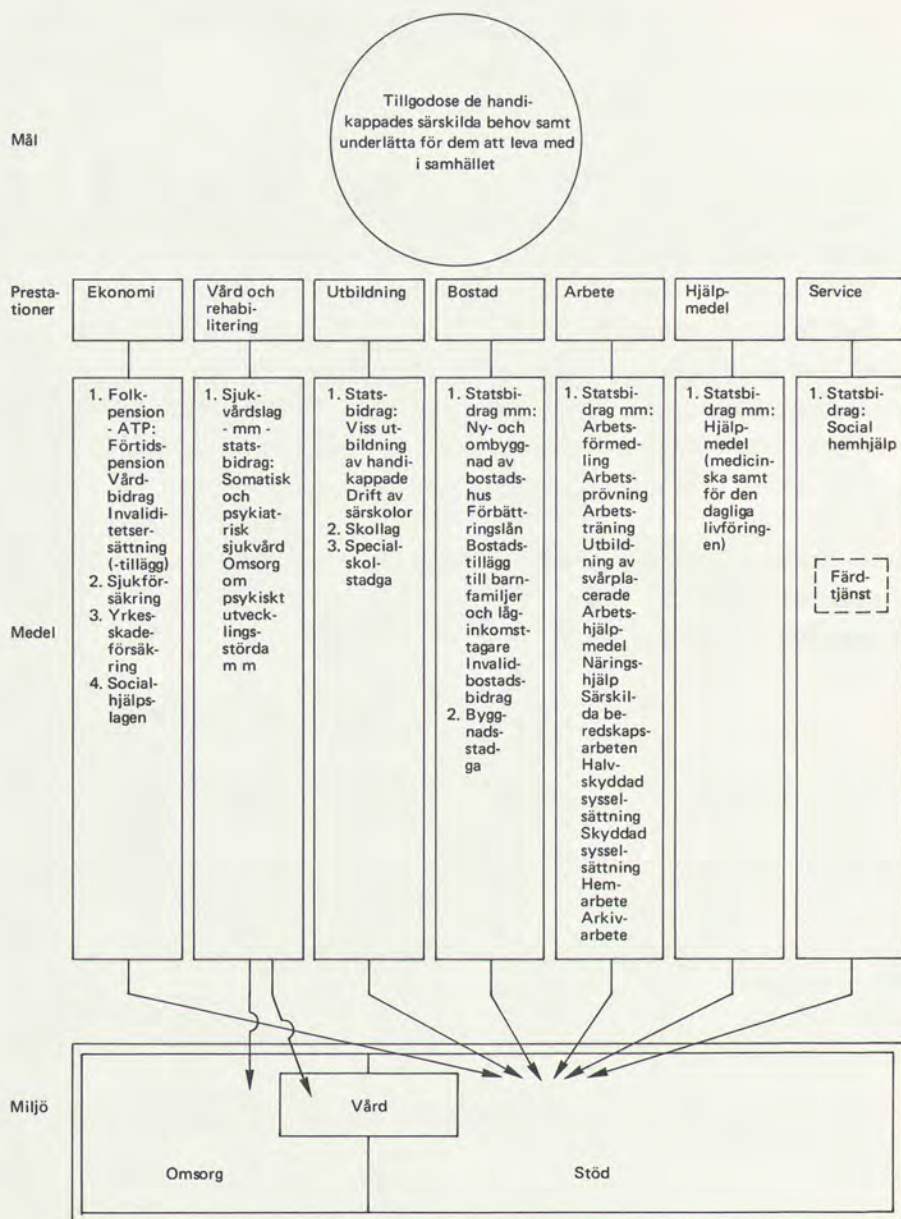 Mål
Tillgodose de handi-
kappades särskilda behov samt
underlätta för dem att leva med
i samhället
Presta-
tioner
Ekonomi
Vård och
rehabi-
litering
Utbildning
Bostad
Arbete
Hjälp-
medel
Service
Medel
1. Folk-
pension
- ATP:
Förtids-
pension
Vård-
bidrag
Invalidi-
tetser-
sättning
(-tillägg)
2. Sjukför-
säkring
3. Yrkes-
skade-
försäk-
ring
4. Social-
hjälps-
lagen
1. Sjuk-
vårdslag
- mm -
stats-
bidrag:
Somatisk
och
psykiat-
risk
sjukvård
Omsorg
om
psykiskt
utveck-
lings-
störda
m m
1. Stats-
bidrag:
Viss ut-
bildning
av handi-
kappade
Drift av
särskolor
2. Skollag
3. Special-
skol-
stadga
1. Statsbi-
drag mm:
Ny- och
ombygg-
nad av
bostads-
hus
Förbätt-
ringslån
Bostads-
tillägg
till barn-
familjer
och låg-
inkomst-
tagare
Invalid-
bostads-
bidrag
2. Bygg-
nads-
stad-
ga
1. Statsbi-
drag mm:
Arbets-
förmed-
ling
Arbets-
prövning
Arbets-
träning
Utbild-
ning av
svårplac-
erade
Arbets-
hjälp-
medel
Närings-
hjälp
Särskil-
da be-
redskaps-
arbeten
Halv-
skyddad
syssel-
sättning
Skyddad
syssel-
sättning
Hem-
arbete
Arkiv-
arbete
1. Statsbi-
drag mm:
Hjälp-
medel
(medicin-
ska samt
för den
dagliga
livföring-
en)
1. Statsbi-
drag:
Social
hemhjälp
Färd-
tjänst
Miljö
Vård
Omsorg
Stöd